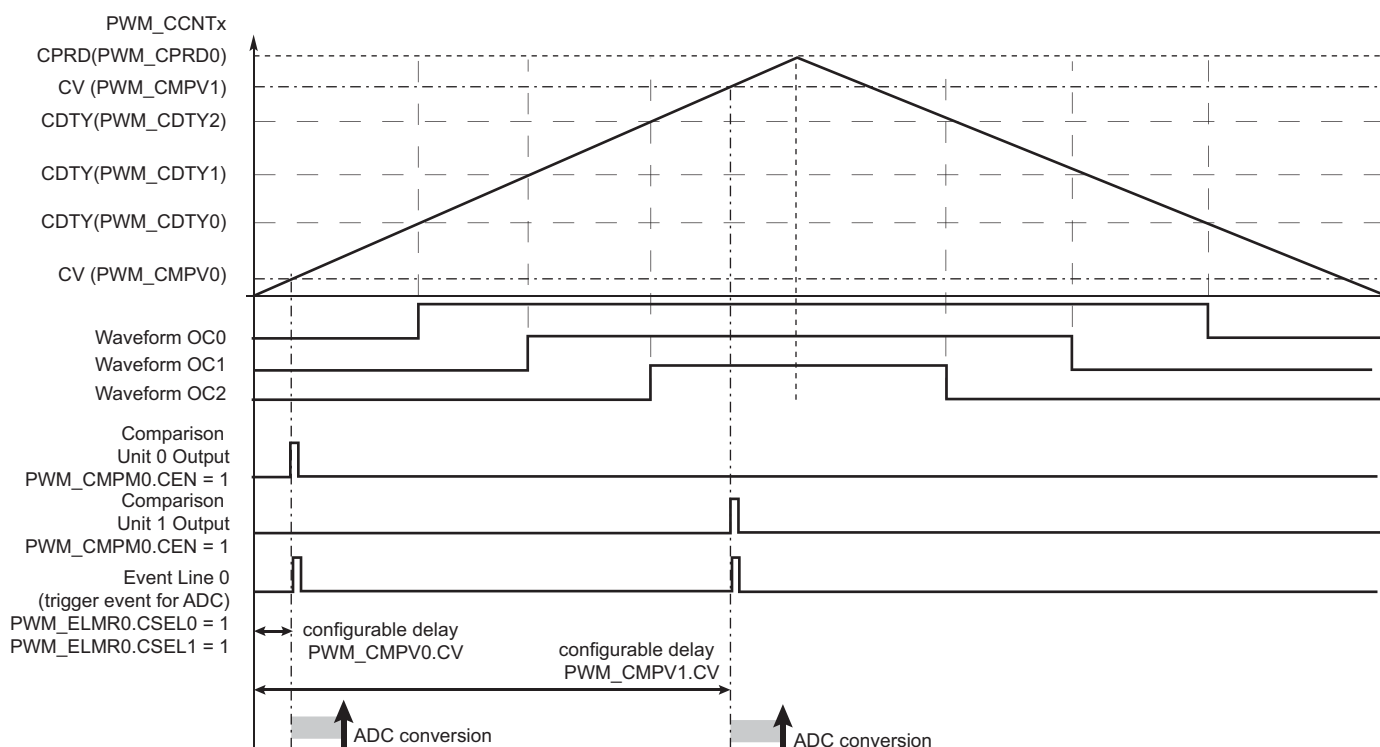 PWM_CCNTx
CPRD(PWM_CPRD0)
CV (PWM_CMPV1)
CDTY(PWM_CDTY2)
CDTY(PWM_CDTY1)
CDTY(PWM_CDTY0)
CV (PWM_CMPV0)
Waveform OC0
Waveform OC1
Waveform OC2
Comparison
Unit 0 Output
PWM_CMPM0.CEN = 1
Comparison
Unit 1 Output
PWM_CMPM0.CEN = 1
Event Line 0
(trigger event for ADC)
PWM_ELMR0.CSEL0 = 1
PWM_ELMR0.CSEL1 = 1
configurable delay
PWM_CMPV0.CV
configurable delay
PWM_CMPV1.CV
ADC conversion
ADC conversion